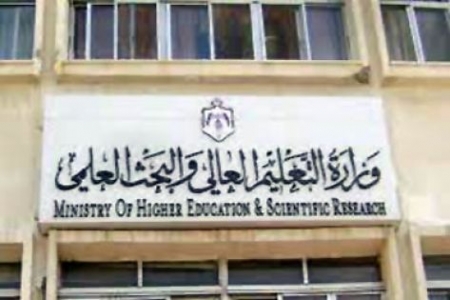 وزارة التعليم العالي والبحث العلمي
MINISTRY OF HIGHER EDUCATION & SCIENTIFIC RESEARCH